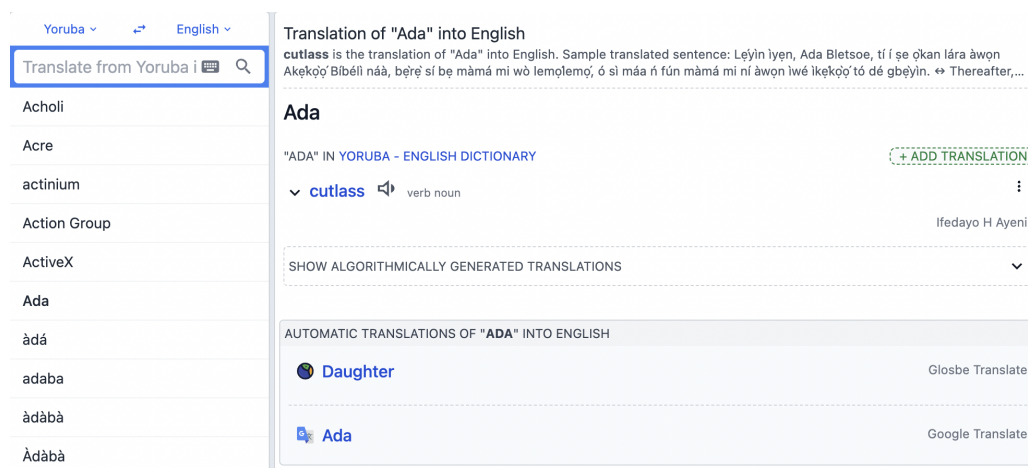 Yoruba English
Translate from Yoruba i
Acholi
Acre
actinium
Action Group
ActiveX
Ada
àdá
adaba
àdàbà
Àdàbà
Translation of "Ada" into English
cutlass is the translation of "Ada" into English. Sample translated sentence: Lẹ́yìn ìyẹn, Ada Bletsoe, tí í ṣe ọ̀kan lára àwọn
Akẹ́kọ̀ọ́ Bíbélì náà, bẹ̀rẹ̀ sí bẹ màmá mi wò lemọ́lemọ́, ó sì máa ń fún màmá mi ní àwọn ìwé ìkẹ́kọ̀ọ́ tó dé gbẹ̀yìn. ↔ Thereafter,...
Ada
"ADA" IN YORUBA - ENGLISH DICTIONARY
+ ADD TRANSLATION
cutlass verb noun
Ifedayo H Ayeni
SHOW ALGORITHMICALLY GENERATED TRANSLATIONS
AUTOMATIC TRANSLATIONS OF "ADA" INTO ENGLISH
Daughter Glosbe Translate
Ada Google Translate